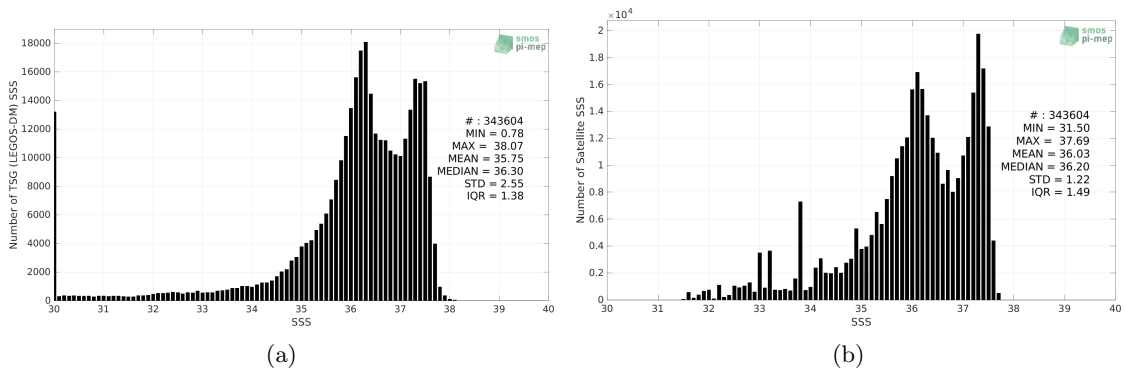 18000
16000
14000
12000
10000
8000
6000
4000
2000
0
Number of TSG (LEGOS-DM) SSS
30 31 32 33 34 35 36 37 38 39 40
SSS
smos
pi-mep
# : 343604
MIN = 0.78
MAX = 38.07
MEAN = 35.75
MEDIAN = 36.30
STD = 2.55
IQR = 1.38
(a)
×10⁴
2
1.8
1.6
1.4
1.2
1
0.8
0.6
0.4
0.2
0
Number of Satellite SSS
30 31 32 33 34 35 36 37 38 39 40
SSS
smos
pi-mep
# : 343604
MIN = 31.50
MAX = 37.69
MEAN = 36.03
MEDIAN = 36.20
STD = 1.22
IQR = 1.49
(b)